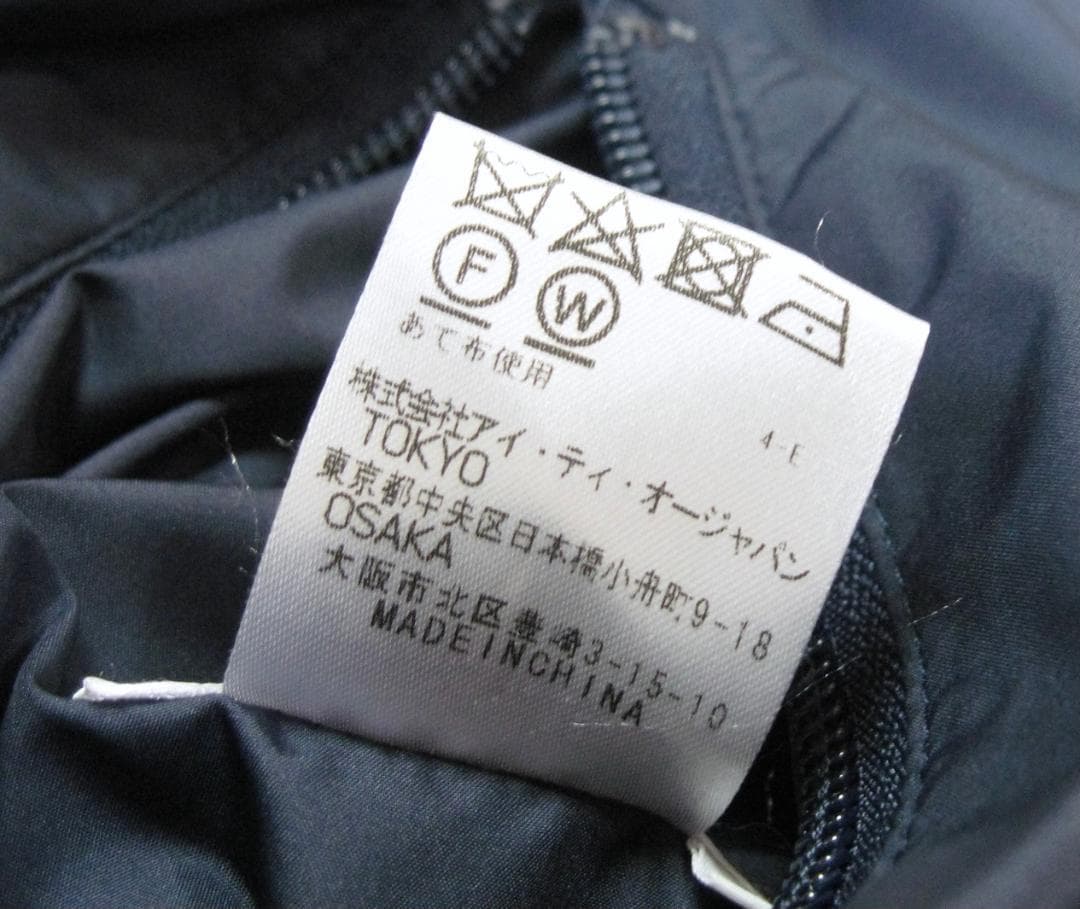 F
W
あて布使用
4-E
株式会社アイ・ティ・オージャパン
TOKYO
東京都中央区日本橋小舟町9-18
OSAKA
大阪市北区豊崎3-15-10
MADEINCHINA